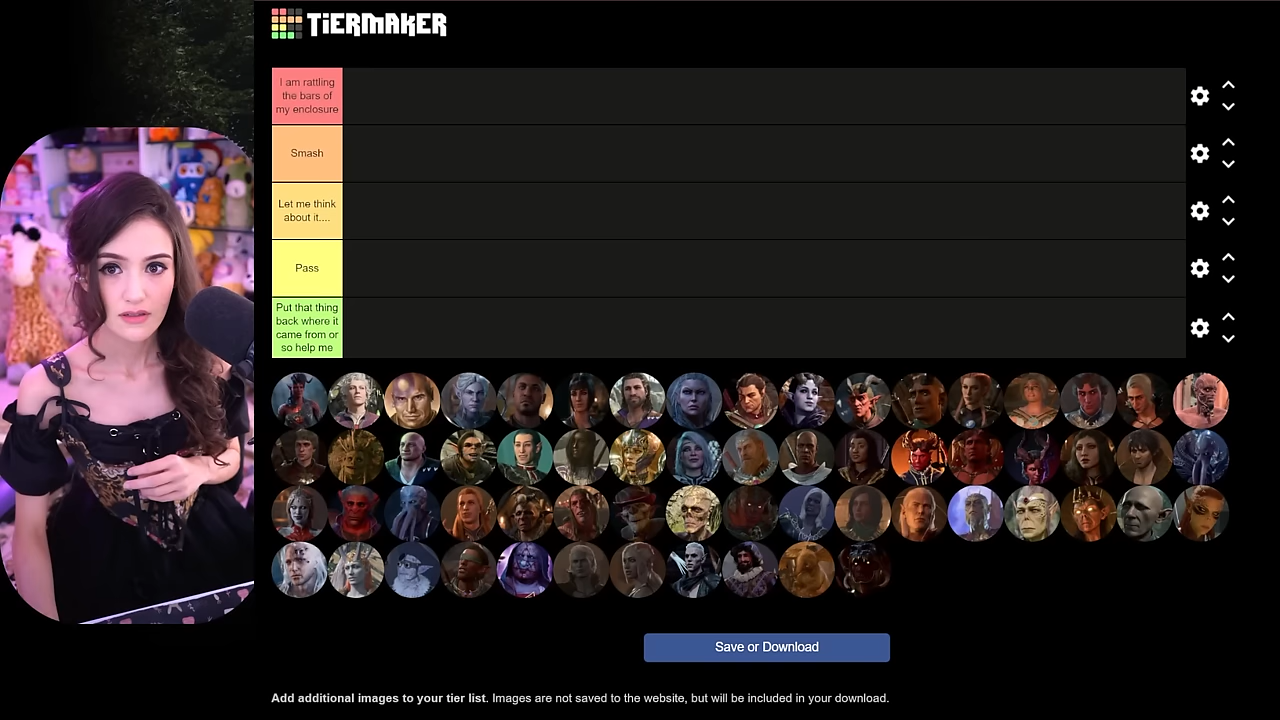 TiERMAKER
I am rattling
the bars of
my enclosure
Smash
Let me think
about it....
Pass
Put that thing
back where it
came from or
so help me
Save or Download
Add additional images to your tier list. Images are not saved to the website, but will be included in your download.